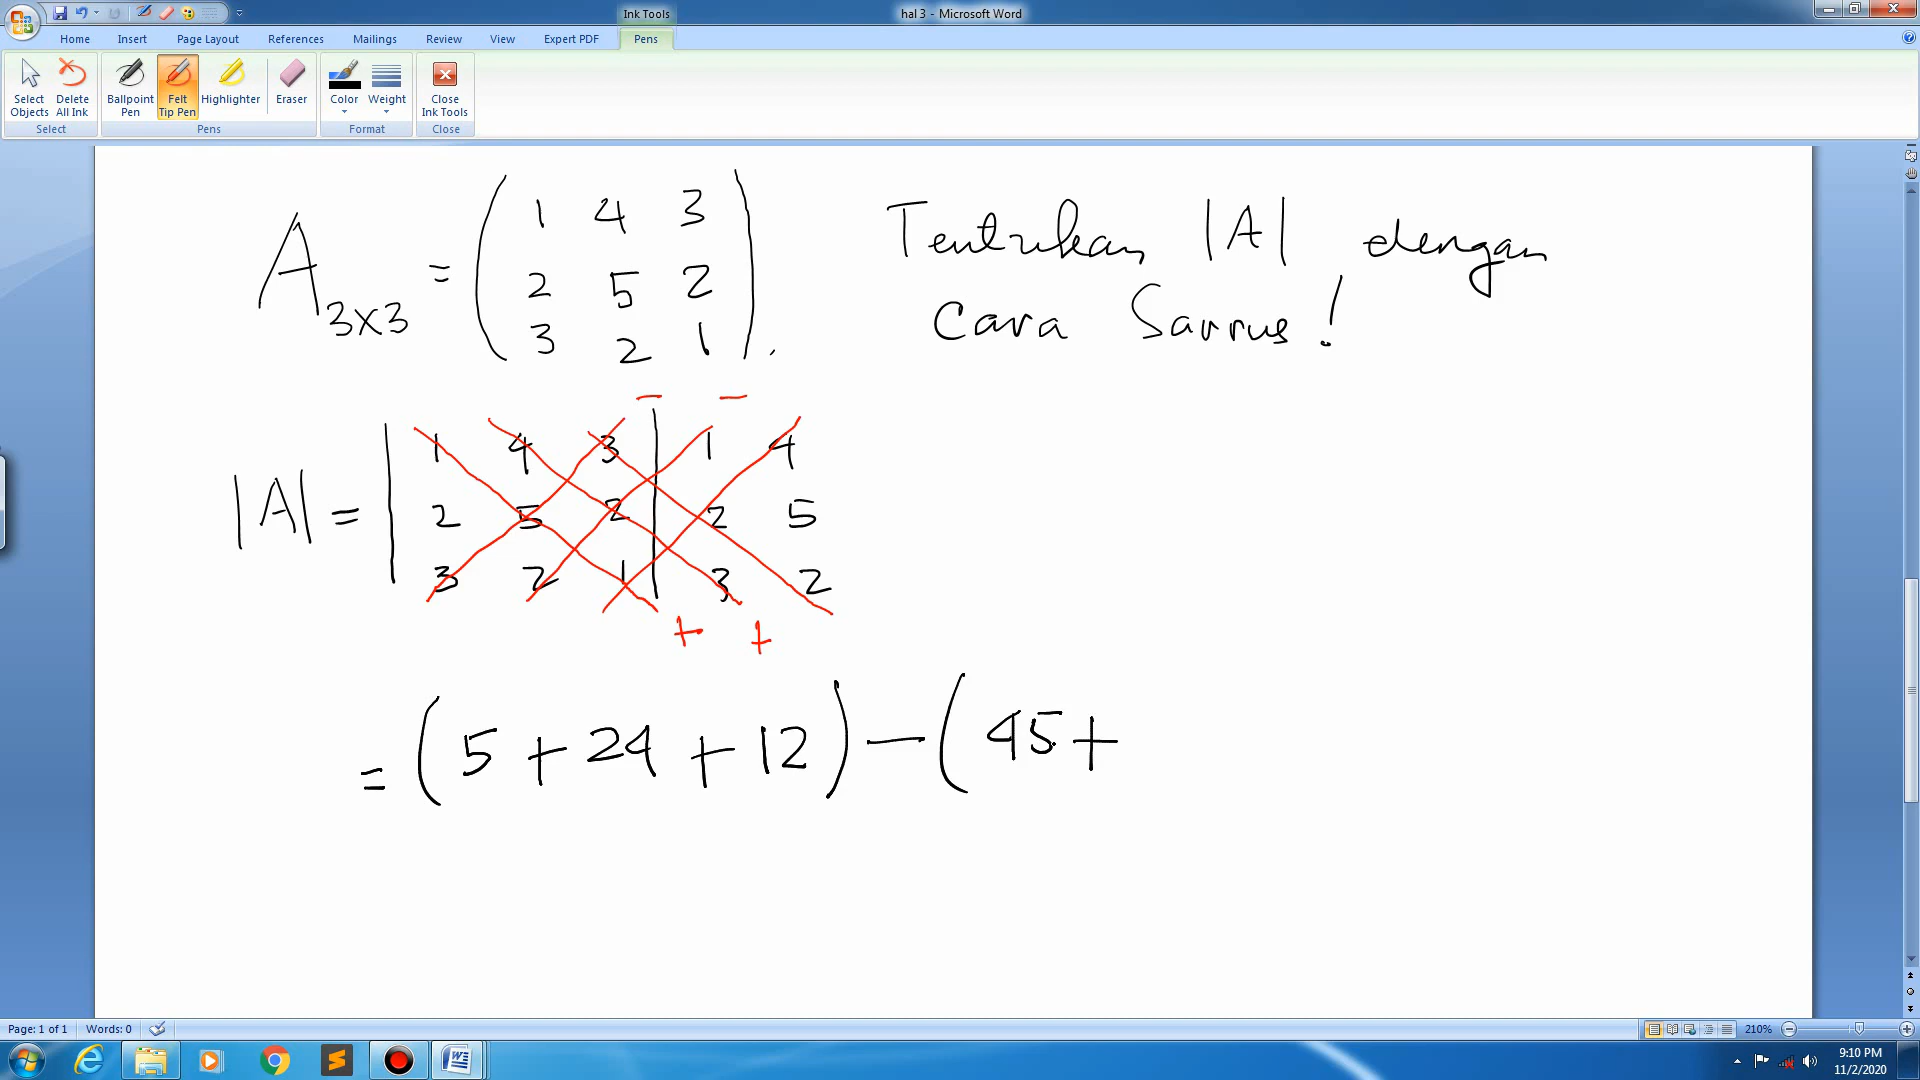 Ink Tools
hal 3 - Microsoft Word
Home Insert Page Layout References Mailings Review View Expert PDF Pens
Select Objects
Delete All Ink
Ballpoint Pen
Felt Tip Pen
Highlighter
Eraser
Color
Weight
Close Ink Tools
Select Pens Format Close
A 3x3 = ( 1 4 3
2 5 2
3 2 1 ).
Tentukan |A| dengan
cara Sarrus!
- -
|A| = | 1 4 3 | 1 4
2 5 2 | 2 5
3 2 1 | 3 2
+ +
= (5 + 24 + 12) - (45 +
Page: 1 of 1 Words: 0 210%
9:10 PM
11/2/2020